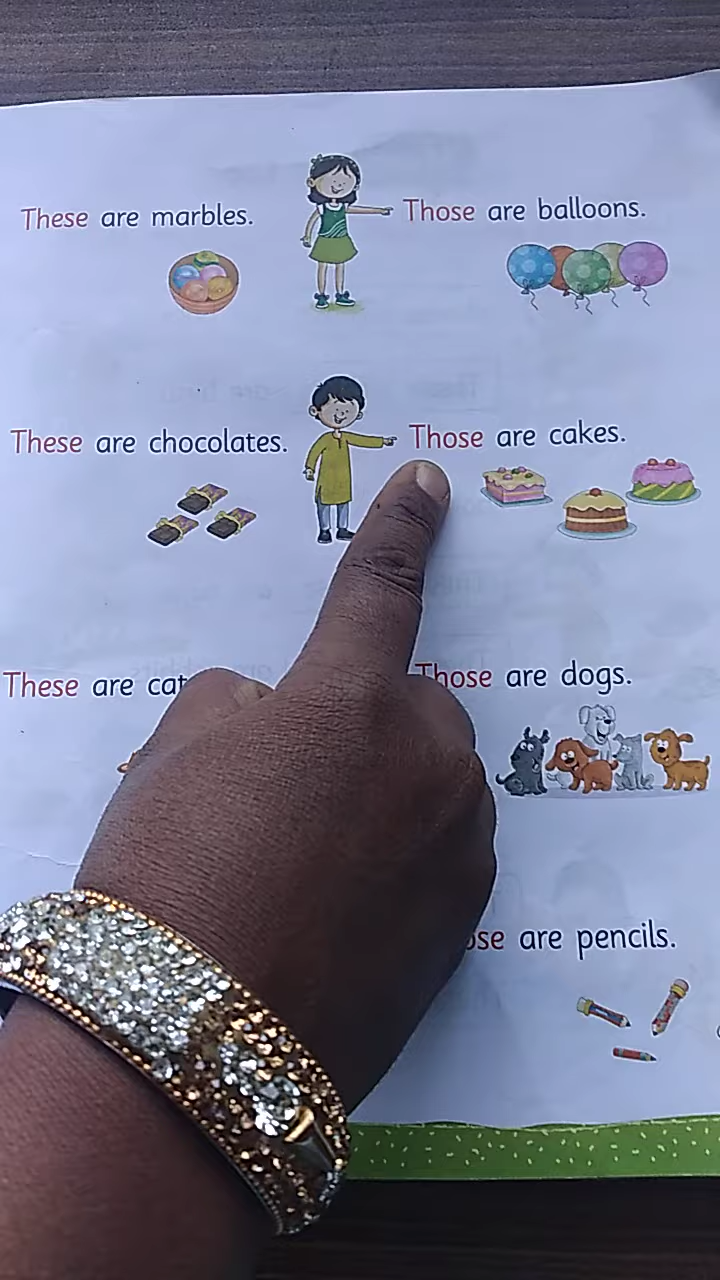 These are marbles.
Those are balloons.
These are chocolates.
Those are cakes.
These are
Those are dogs.
are pencils.